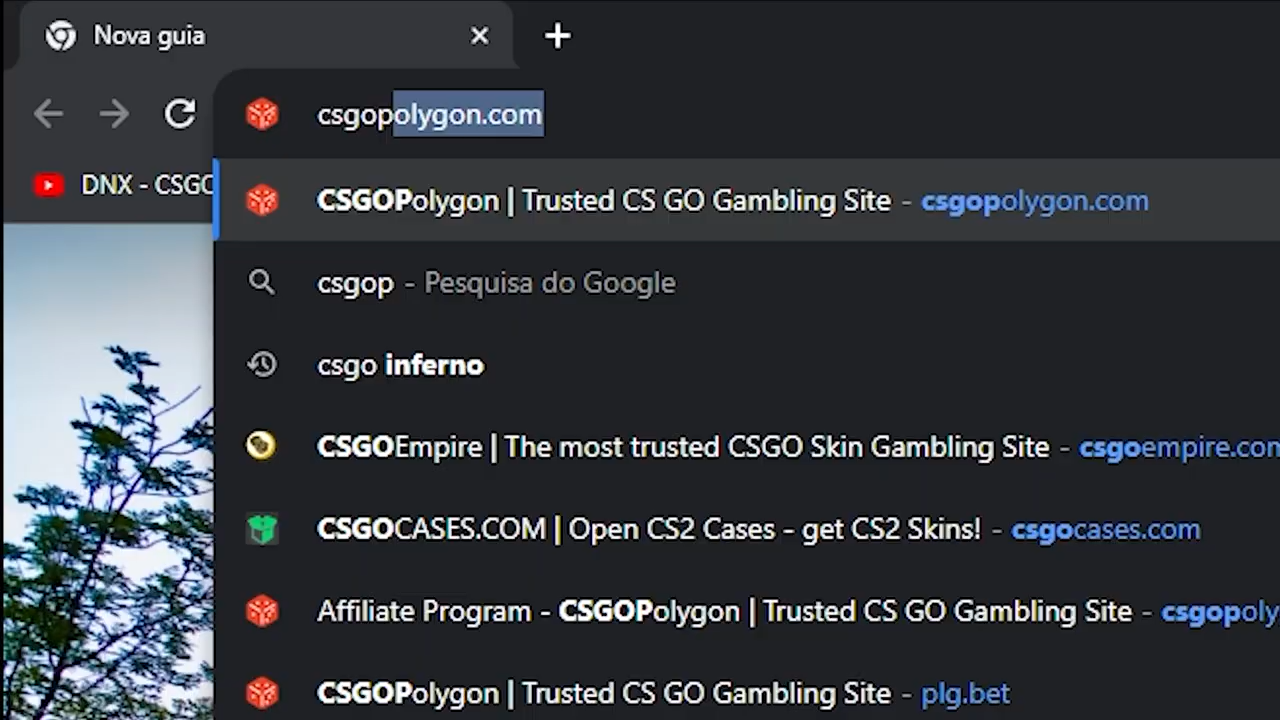 Nova guia
csgopolygon.com
DNX - CSGO
CSGOPolygon | Trusted CS GO Gambling Site - csgopolygon.com
csgop - Pesquisa do Google
csgo inferno
CSGOEmpire | The most trusted CSGO Skin Gambling Site - csgoempire.com
CSGOCASES.COM | Open CS2 Cases - get CS2 Skins! - csgocases.com
Affiliate Program - CSGOPolygon | Trusted CS GO Gambling Site - csgopoly
CSGOPolygon | Trusted CS GO Gambling Site - plg.bet